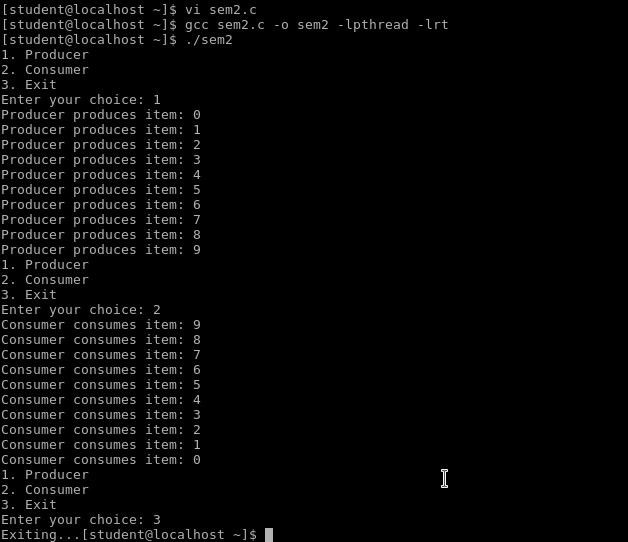 [student@localhost ~]$ vi sem2.c
[student@localhost ~]$ gcc sem2.c -o sem2 -lpthread -lrt
[student@localhost ~]$ ./sem2
1. Producer
2. Consumer
3. Exit
Enter your choice: 1
Producer produces item: 0
Producer produces item: 1
Producer produces item: 2
Producer produces item: 3
Producer produces item: 4
Producer produces item: 5
Producer produces item: 6
Producer produces item: 7
Producer produces item: 8
Producer produces item: 9
1. Producer
2. Consumer
3. Exit
Enter your choice: 2
Consumer consumes item: 9
Consumer consumes item: 8
Consumer consumes item: 7
Consumer consumes item: 6
Consumer consumes item: 5
Consumer consumes item: 4
Consumer consumes item: 3
Consumer consumes item: 2
Consumer consumes item: 1
Consumer consumes item: 0
1. Producer
2. Consumer
3. Exit
Enter your choice: 3
Exiting...[student@localhost ~]$